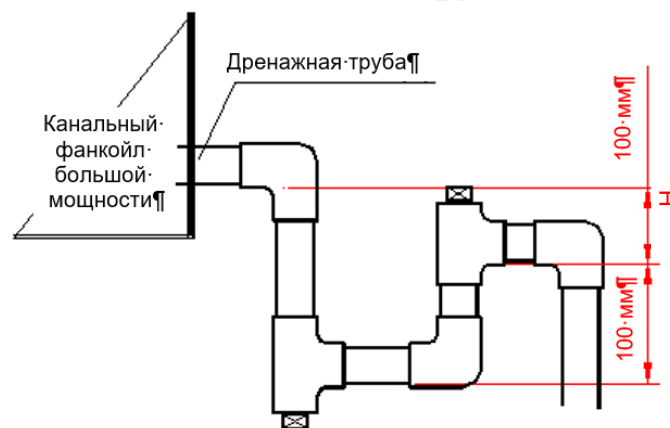 Дренажная·труба¶
Канальный·
фанкойл·
большой·
мощности¶
100·мм¶
H
100·мм¶